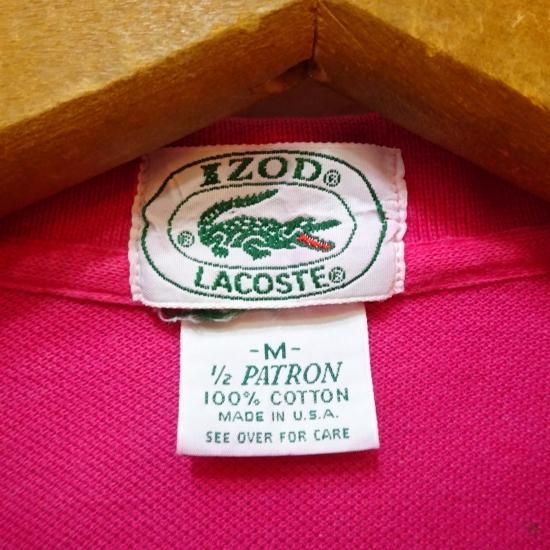 IZOD®
®
LACOSTE®
-M-
½ PATRON
100% COTTON
MADE IN U.S.A.
SEE OVER FOR CARE